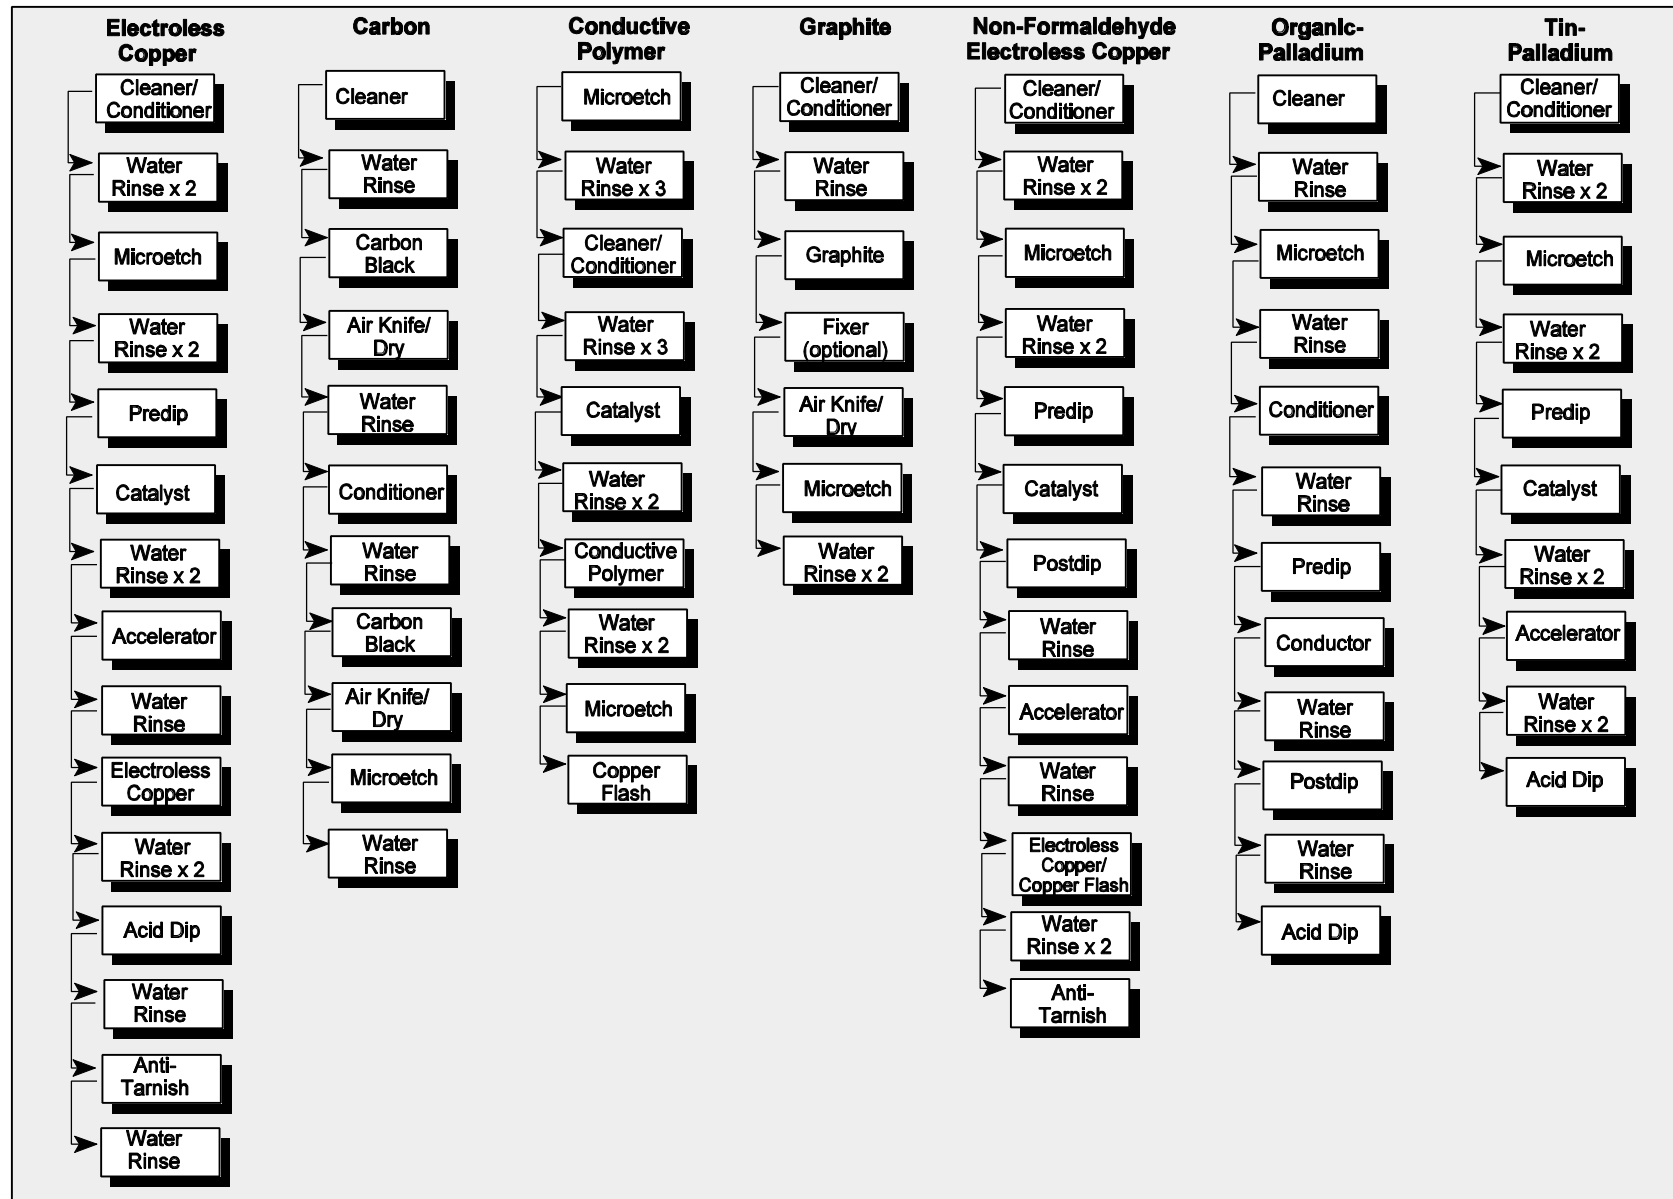 Electroless
Copper
Cleaner/
Conditioner
Water
Rinse x 2
Microetch
Water
Rinse x 2
Predip
Catalyst
Water
Rinse x 2
Accelerator
Water
Rinse
Electroless
Copper
Water
Rinse x 2
Acid Dip
Water
Rinse
Anti-
Tarnish
Water
Rinse
Carbon
Cleaner
Water
Rinse
Carbon
Black
Air Knife/
Dry
Water
Rinse
Conditioner
Water
Rinse
Carbon
Black
Air Knife/
Dry
Microetch
Water
Rinse
Conductive
Polymer
Microetch
Water
Rinse x 3
Cleaner/
Conditioner
Water
Rinse x 3
Catalyst
Water
Rinse x 2
Conductive
Polymer
Water
Rinse x 2
Microetch
Copper
Flash
Graphite
Cleaner/
Conditioner
Water
Rinse
Graphite
Fixer
(optional)
Air Knife/
Dry
Microetch
Water
Rinse x 2
Non-Formaldehyde
Electroless Copper
Cleaner/
Conditioner
Water
Rinse x 2
Microetch
Water
Rinse x 2
Predip
Catalyst
Postdip
Water
Rinse
Accelerator
Water
Rinse
Electroless
Copper/
Copper Flash
Water
Rinse x 2
Anti-
Tarnish
Organic-
Palladium
Cleaner
Water
Rinse
Microetch
Water
Rinse
Conditioner
Water
Rinse
Predip
Conductor
Water
Rinse
Postdip
Water
Rinse
Acid Dip
Tin-
Palladium
Cleaner/
Conditioner
Water
Rinse x 2
Microetch
Water
Rinse x 2
Predip
Catalyst
Water
Rinse x 2
Accelerator
Water
Rinse x 2
Acid Dip